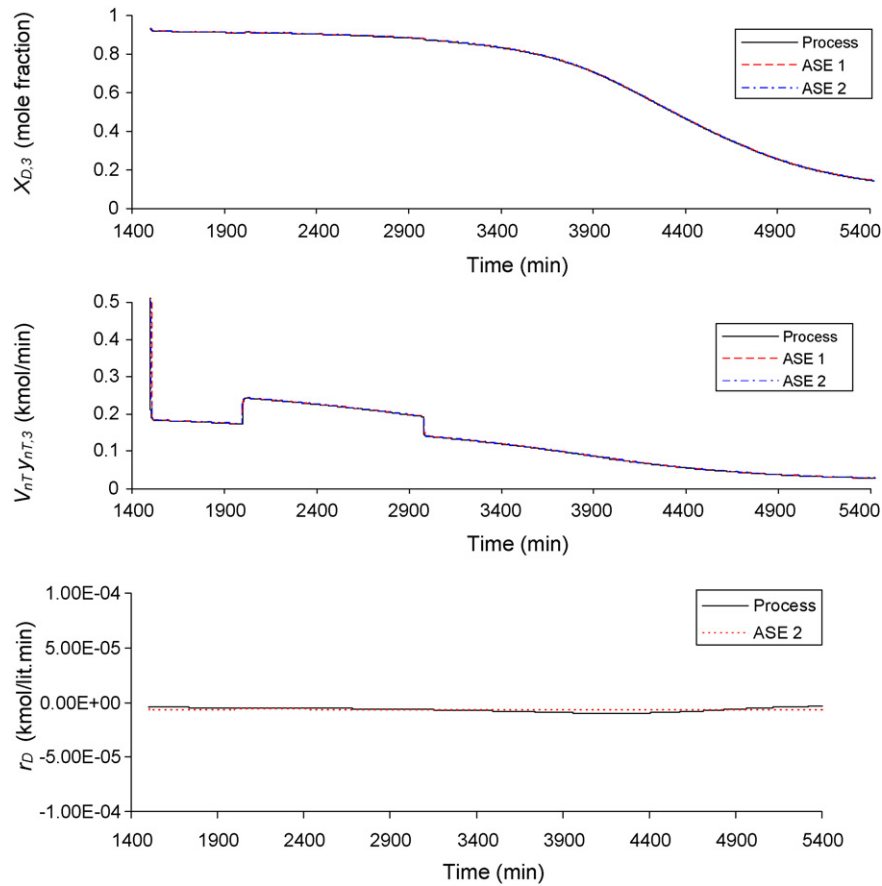 X_{D,3} (mole fraction)
1
0.8
0.6
0.4
0.2
0
1400 1900 2400 2900 3400 3900 4400 4900 5400
Time (min)
Process
ASE 1
ASE 2
V_{nT} y_{nT,3} (kmol/min)
0.5
0.4
0.3
0.2
0.1
0
1400 1900 2400 2900 3400 3900 4400 4900 5400
Time (min)
Process
ASE 1
ASE 2
r_D (kmol/lit.min)
1.00E-04
5.00E-05
0.00E+00
-5.00E-05
-1.00E-04
1400 1900 2400 2900 3400 3900 4400 4900 5400
Time (min)
Process
ASE 2